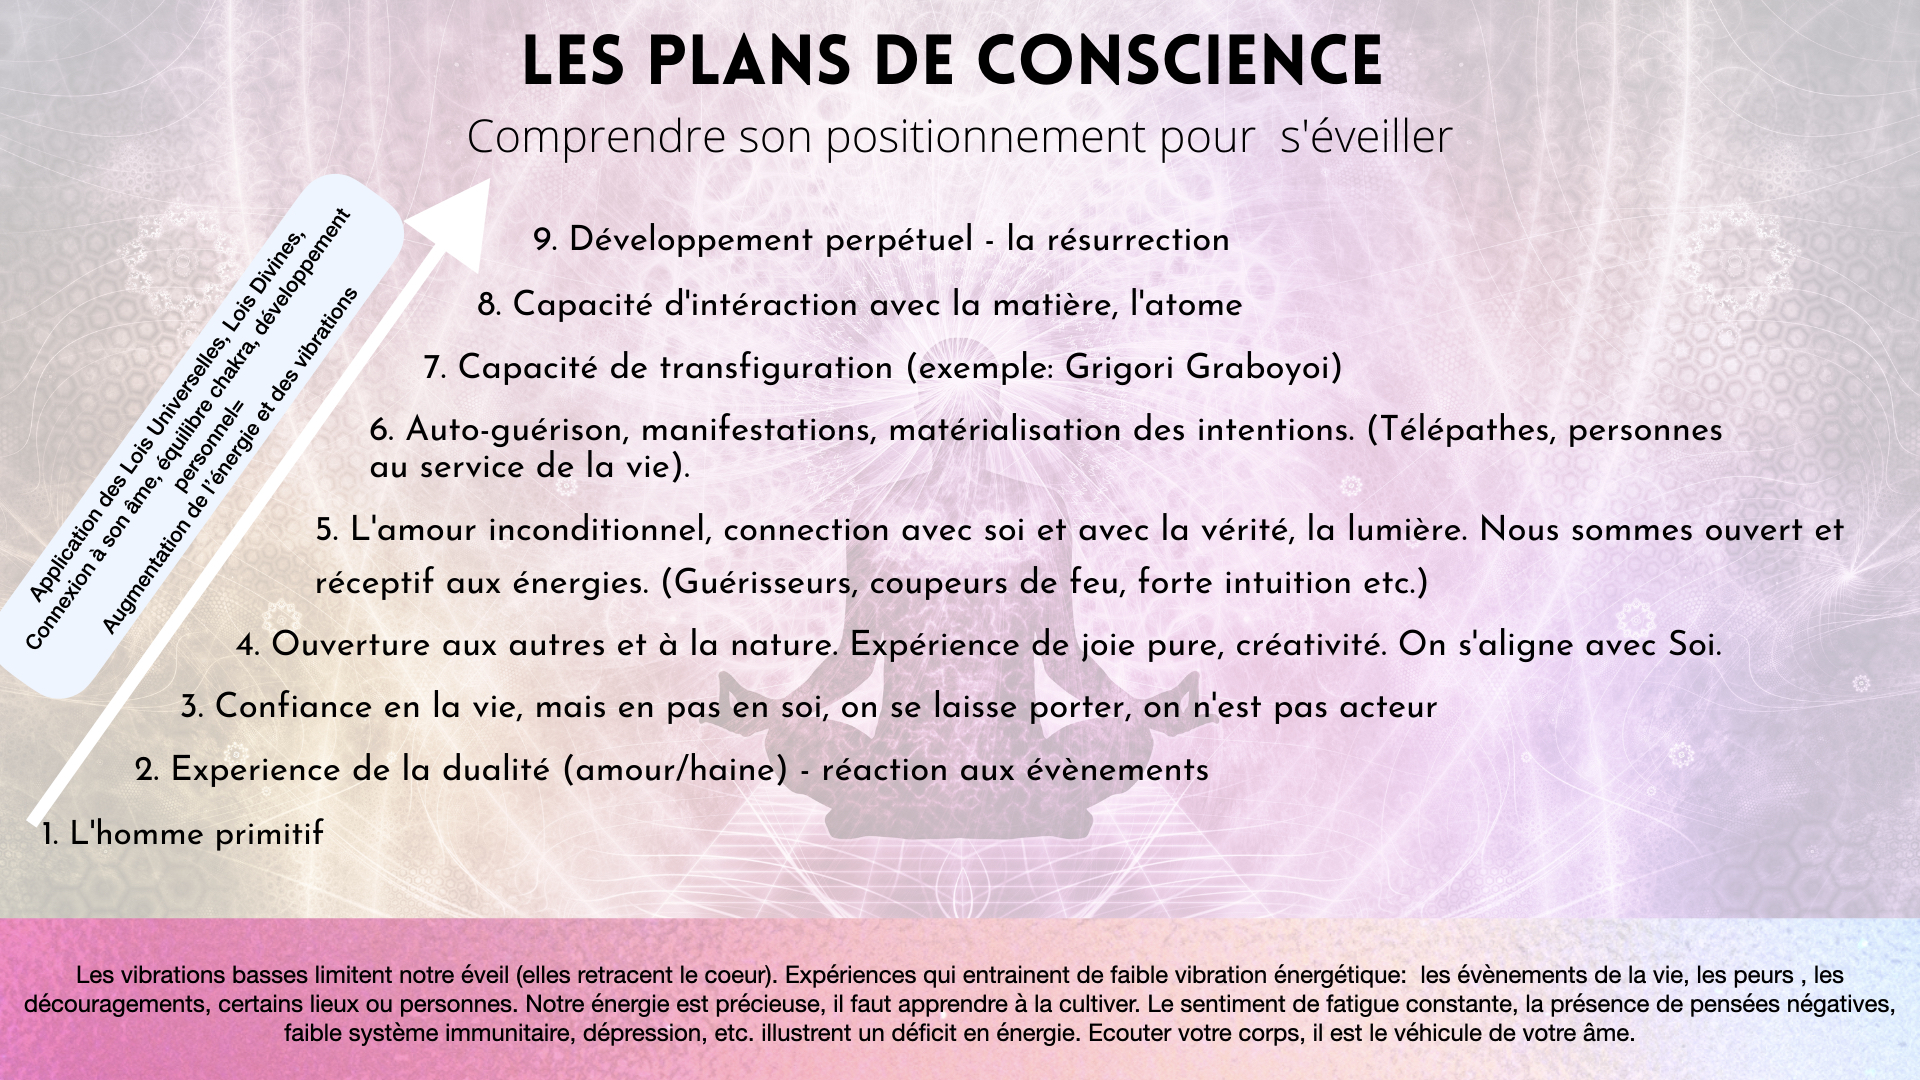 LES PLANS DE CONSCIENCE
Comprendre son positionnement pour  s'éveiller
Application des Lois Universelles, Lois Divines,
Connexion à son âme, équilibre chakra, développement
personnel=
Augmentation de l'énergie et des vibrations
9. Développement perpétuel - la résurrection
8. Capacité d'intéraction avec la matière, l'atome
7. Capacité de transfiguration (exemple: Grigori Graboyoi)
6. Auto-guérison, manifestations, matérialisation des intentions. (Télépathes, personnes
au service de la vie).
5. L'amour inconditionnel, connection avec soi et avec la vérité, la lumière. Nous sommes ouvert et
réceptif aux énergies. (Guérisseurs, coupeurs de feu, forte intuition etc.)
4. Ouverture aux autres et à la nature. Expérience de joie pure, créativité. On s'aligne avec Soi.
3. Confiance en la vie, mais en pas en soi, on se laisse porter, on n'est pas acteur
2. Experience de la dualité (amour/haine) - réaction aux évènements
1. L'homme primitif
Les vibrations basses limitent notre éveil (elles retracent le coeur). Expériences qui entrainent de faible vibration énergétique:  les évènements de la vie, les peurs , les
découragements, certains lieux ou personnes. Notre énergie est précieuse, il faut apprendre à la cultiver. Le sentiment de fatigue constante, la présence de pensées négatives,
faible système immunitaire, dépression, etc. illustrent un déficit en énergie. Ecouter votre corps, il est le véhicule de votre âme.